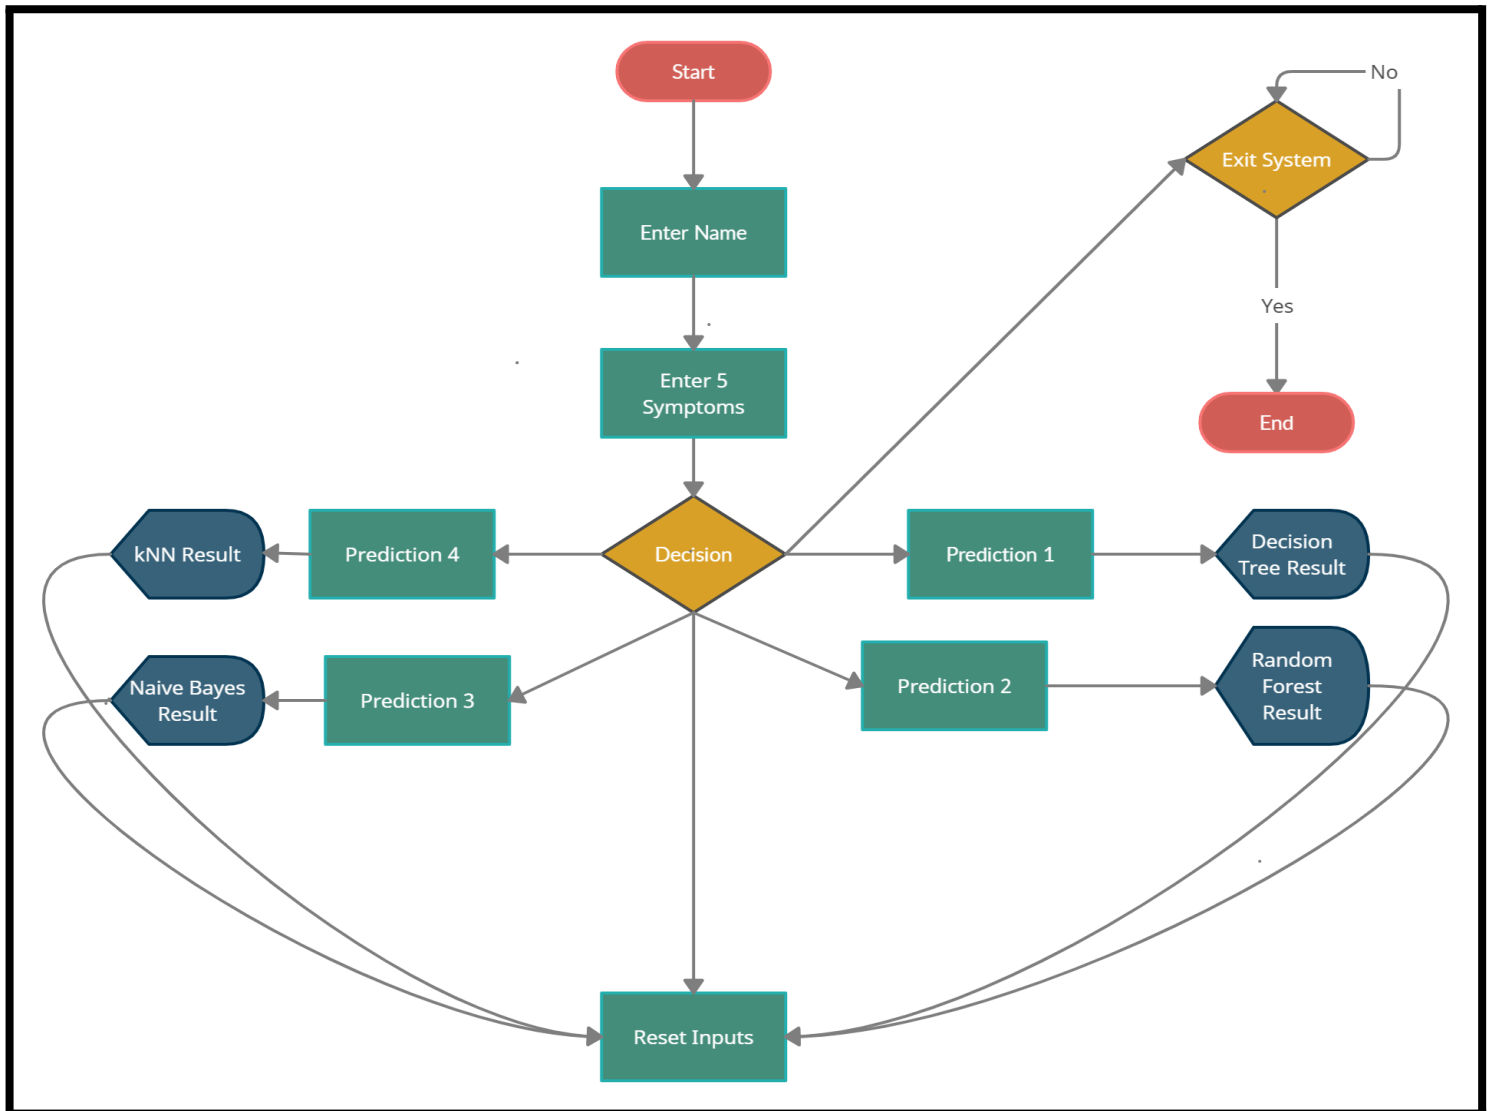 Start
No
Exit System
Enter Name
Yes
Enter 5
Symptoms
End
kNN Result
Prediction 4
Decision
Prediction 1
Decision
Tree Result
Naive Bayes
Result
Prediction 3
Prediction 2
Random
Forest
Result
Reset Inputs